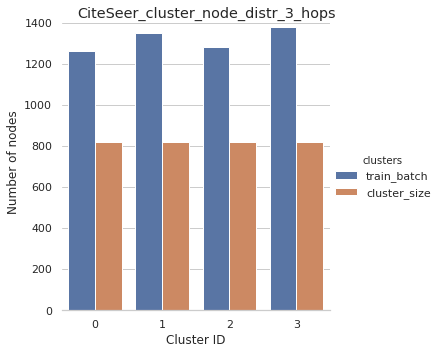 CiteSeer_cluster_node_distr_3_hops
1400
1200
1000
800
600
400
200
0
Number of nodes
0 1 2 3
Cluster ID
clusters
train_batch
cluster_size